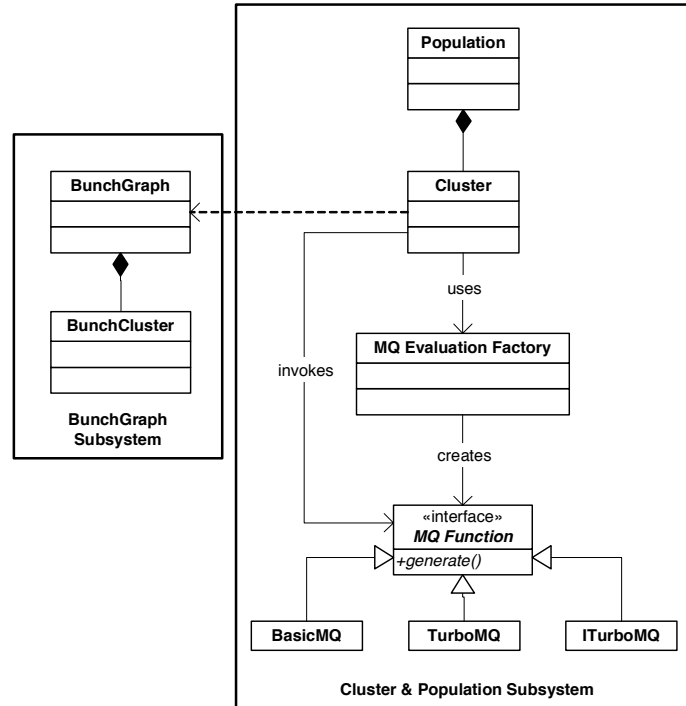 Population
BunchGraph
Cluster
uses
BunchCluster
MQ Evaluation Factory
invokes
BunchGraph
Subsystem
creates
«interface»
MQ Function
+generate()
BasicMQ
TurboMQ
ITurboMQ
Cluster & Population Subsystem